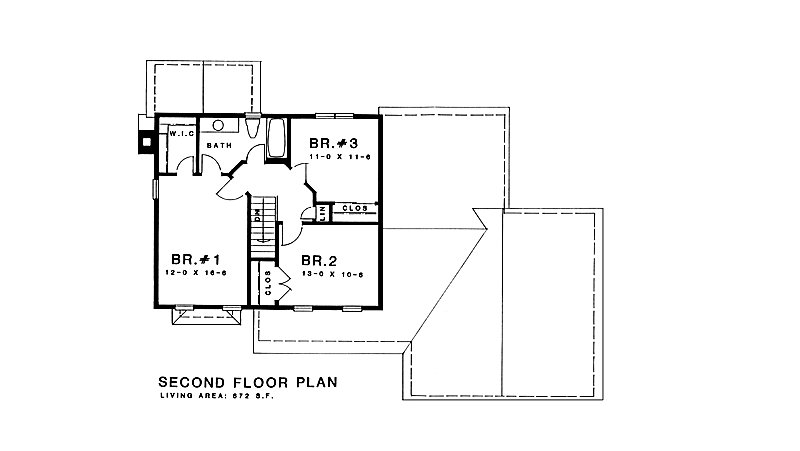 W.I.C
BATH
BR.#3
11-0 X 11-6
LIN
CLOS
DN
BR.#1
12-0 X 16-6
BR.2
13-0 X 10-6
CLOS
SECOND FLOOR PLAN
LIVING AREA: 672 S.F.